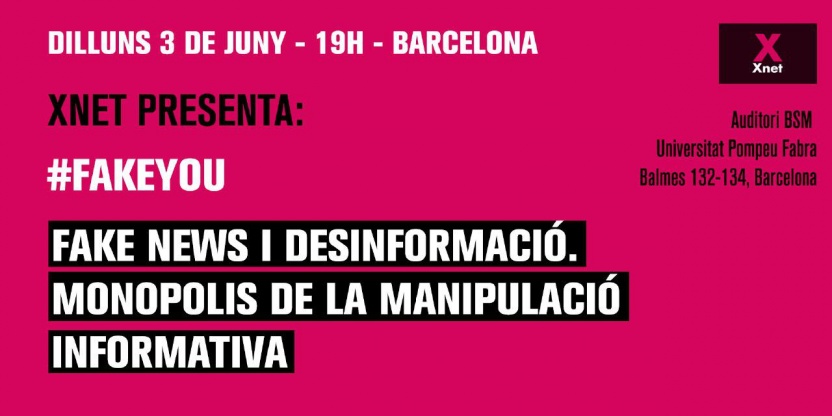 DILLUNS 3 DE JUNY - 19H - BARCELONA
X
Xnet
XNET PRESENTA:
Auditori BSM
Universitat Pompeu Fabra
Balmes 132-134, Barcelona
#FAKEYOU
FAKE NEWS I DESINFORMACIÓ.
MONOPOLIS DE LA MANIPULACIÓ
INFORMATIVA